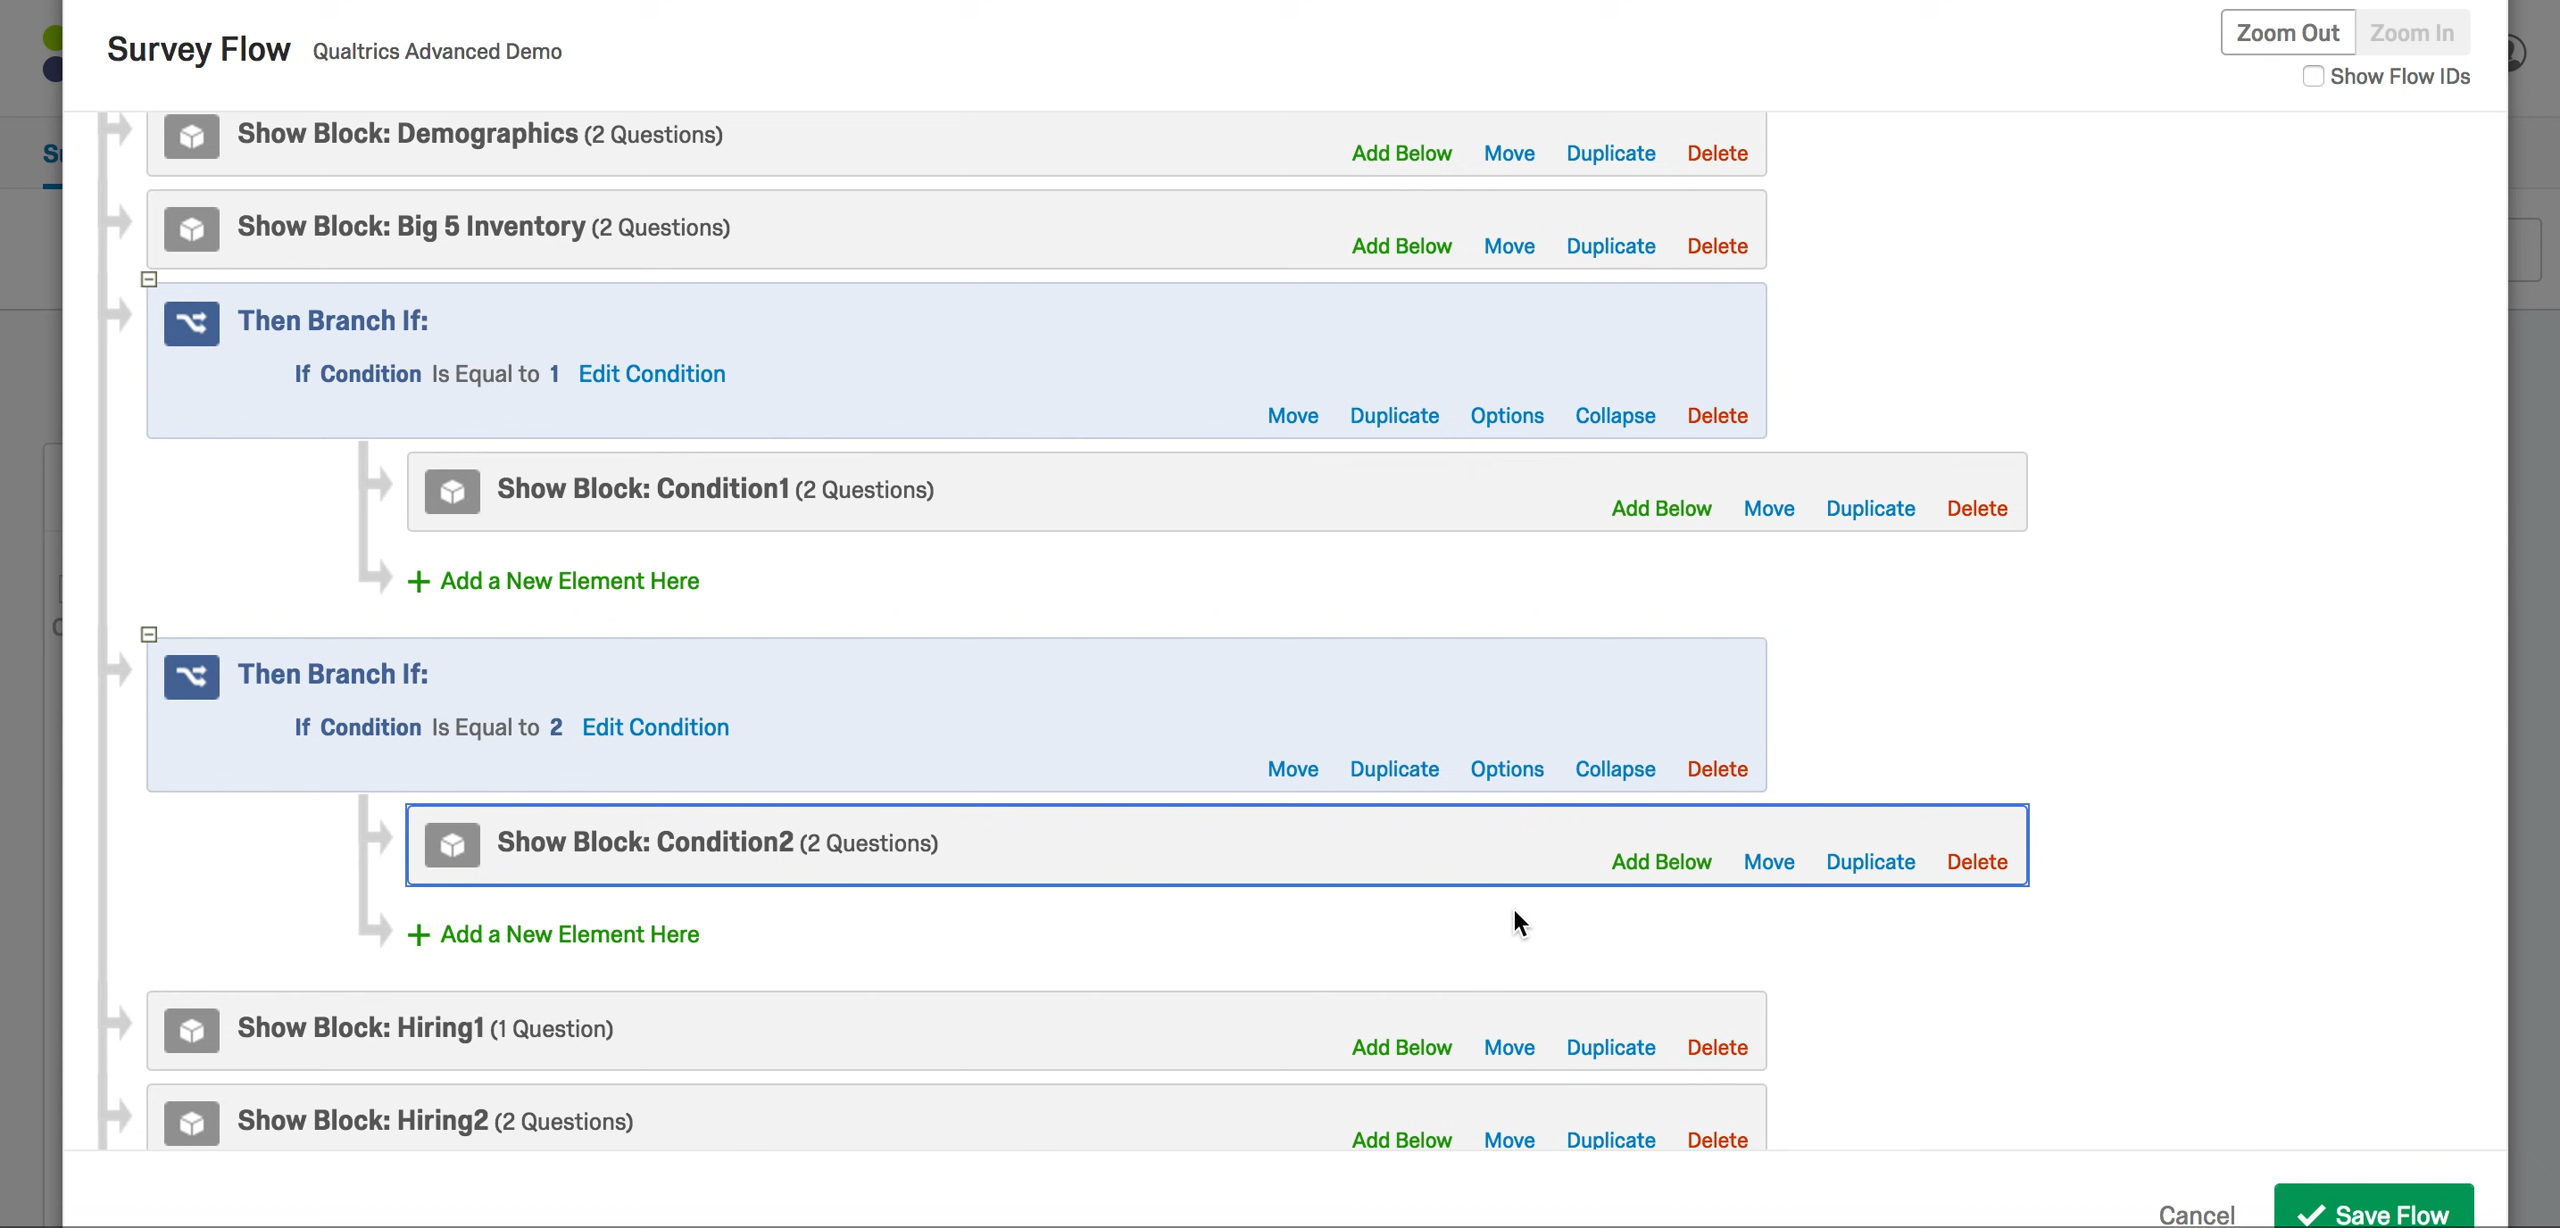 Survey Flow Qualtrics Advanced Demo
Zoom Out Zoom In
Show Flow IDs
Show Block: Demographics (2 Questions)
Add Below Move Duplicate Delete
Show Block: Big 5 Inventory (2 Questions)
Add Below Move Duplicate Delete
Then Branch If:
If Condition Is Equal to 1 Edit Condition
Move Duplicate Options Collapse Delete
Show Block: Condition1 (2 Questions)
Add Below Move Duplicate Delete
+ Add a New Element Here
Then Branch If:
If Condition Is Equal to 2 Edit Condition
Move Duplicate Options Collapse Delete
Show Block: Condition2 (2 Questions)
Add Below Move Duplicate Delete
+ Add a New Element Here
Show Block: Hiring1 (1 Question)
Add Below Move Duplicate Delete
Show Block: Hiring2 (2 Questions)
Add Below Move Duplicate Delete
Cancel Save Flow